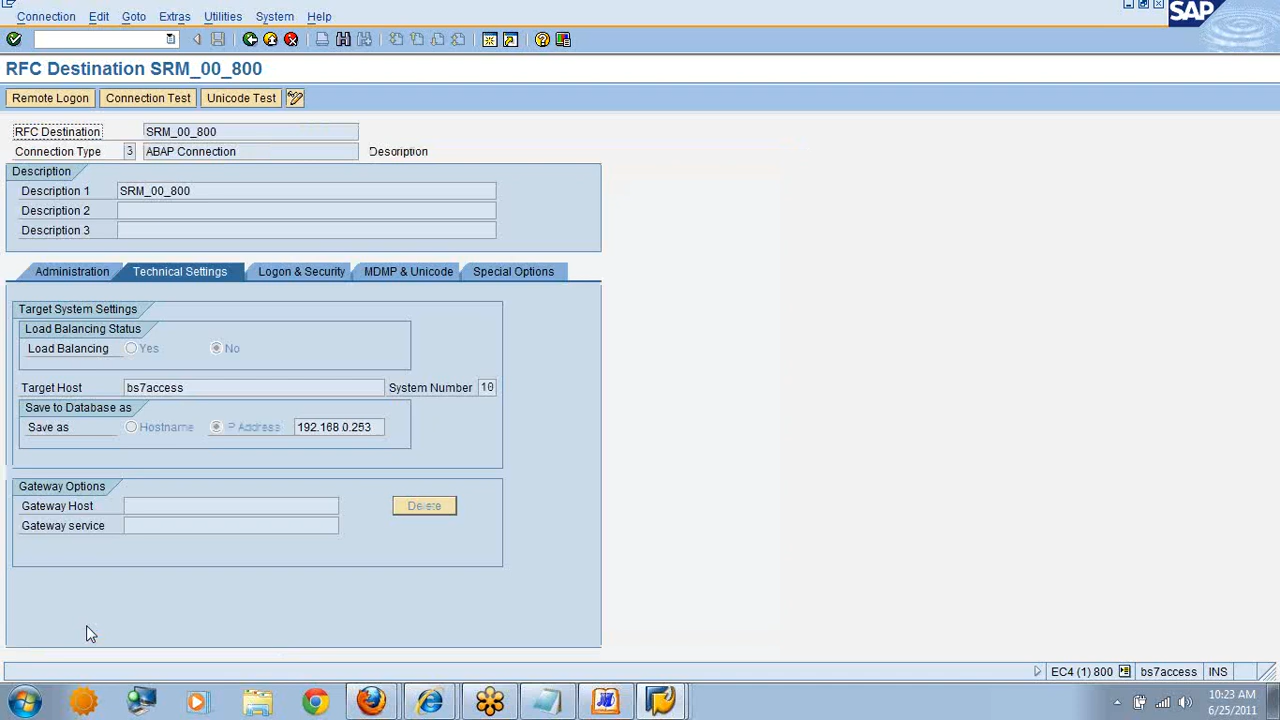 Connection Edit Goto Extras Utilities System Help
SAP
RFC Destination SRM_00_800
Remote Logon Connection Test Unicode Test
RFC Destination SRM_00_800
Connection Type 3 ABAP Connection Description
Description
Description 1 SRM_00_800
Description 2
Description 3
Administration Technical Settings Logon & Security MDMP & Unicode Special Options
Target System Settings
Load Balancing Status
Load Balancing Yes No
Target Host bs7access System Number 10
Save to Database as
Save as Hostname IP Address 192.168.0.253
Gateway Options
Gateway Host Delete
Gateway service
EC4 (1) 800 bs7access INS
10:23 AM
6/25/2011